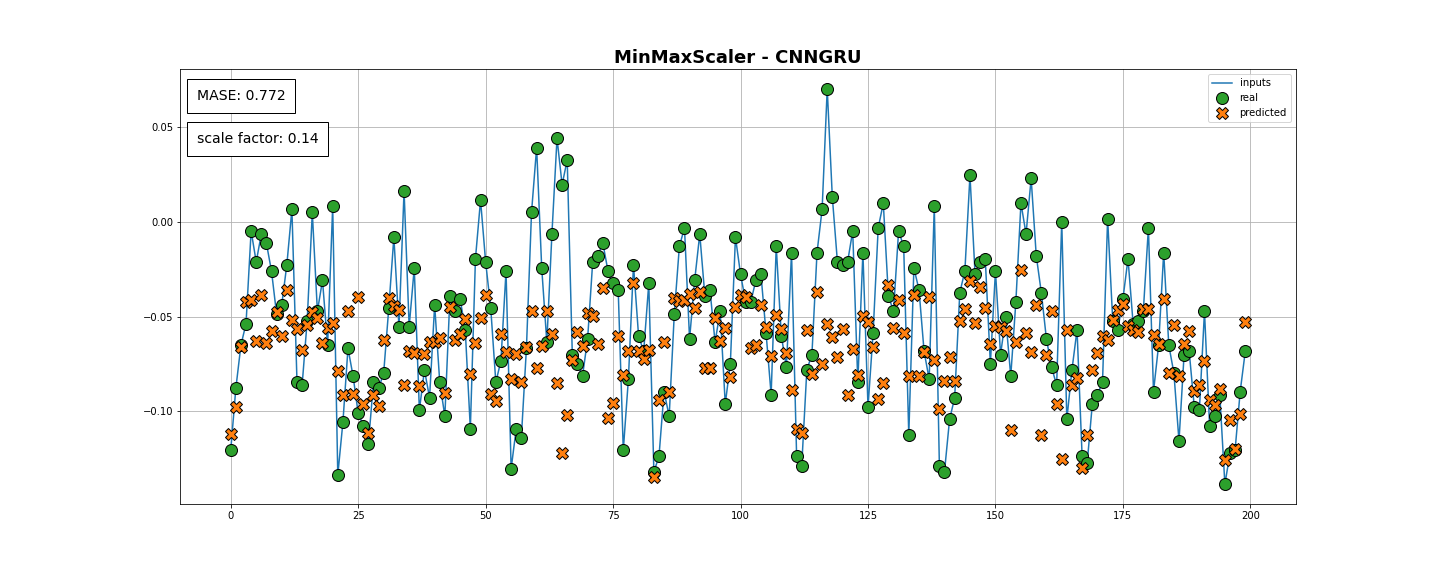 MinMaxScaler - CNNGRU
MASE: 0.772
scale factor: 0.14
inputs
real
predicted
0.05
0.00
−0.05
−0.10
0 25 50 75 100 125 150 175 200